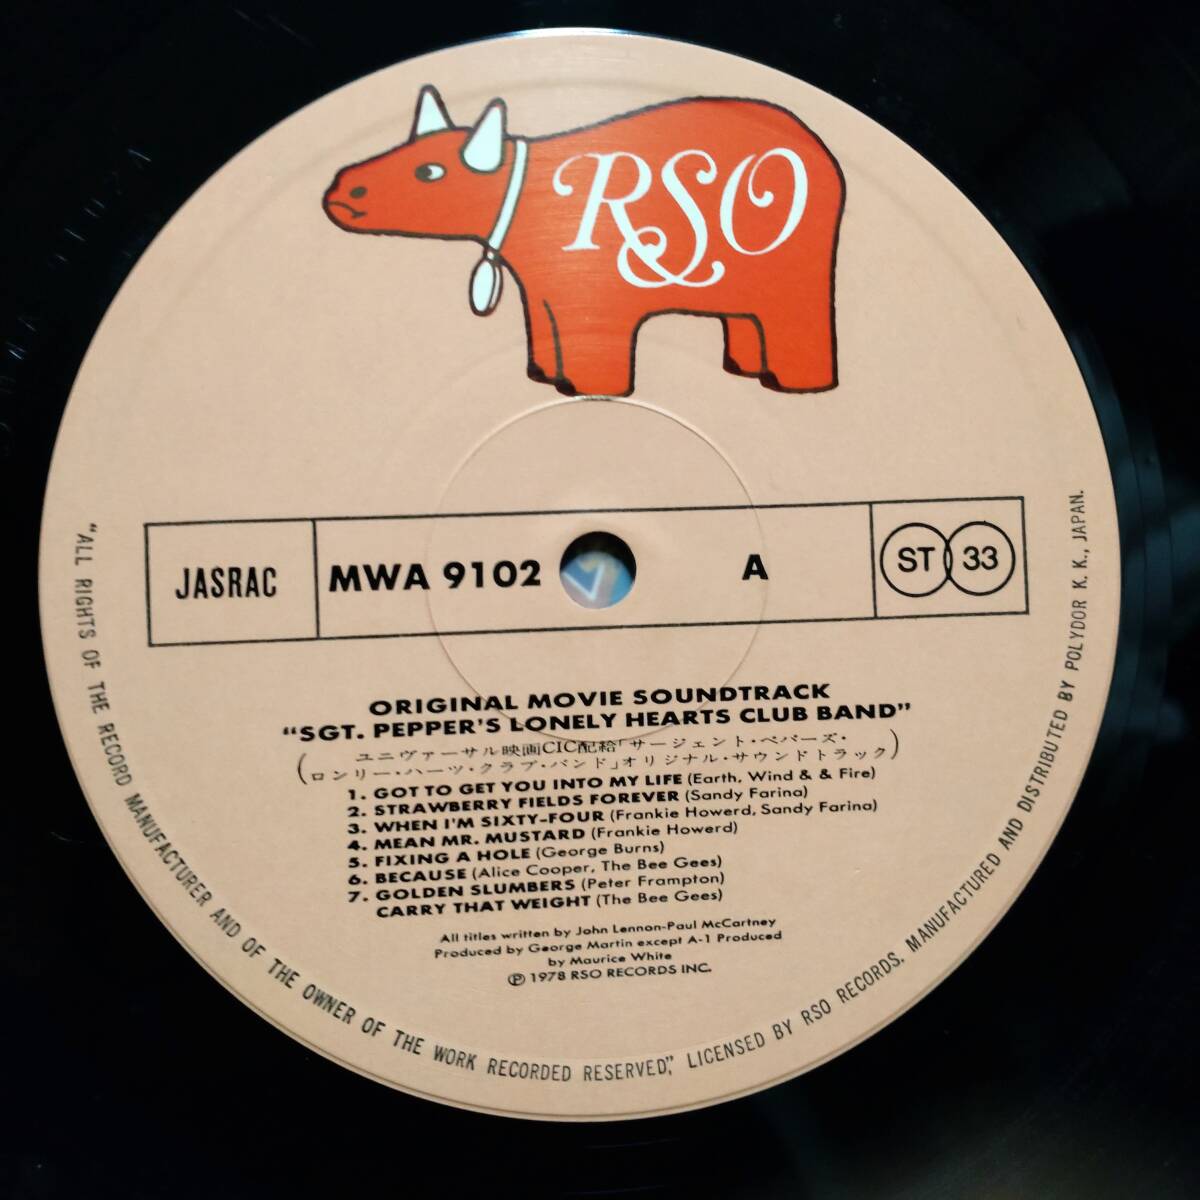 RSO
JASRAC
MWA 9102
A
ST 33
ORIGINAL MOVIE SOUNDTRACK
"SGT. PEPPER'S LONELY HEARTS CLUB BAND"
(ユニヴァーサル映画CIC配給「サージェント・ペパーズ・
ロンリー・ハーツ・クラブ・バンド」オリジナル・サウンドトラック)
1. GOT TO GET YOU INTO MY LIFE (Earth, Wind & & Fire)
2. STRAWBERRY FIELDS FOREVER (Sandy Farina)
3. WHEN I'M SIXTY-FOUR (Frankie Howerd, Sandy Farina)
4. MEAN MR. MUSTARD (Frankie Howerd)
5. FIXING A HOLE (George Burns)
6. BECAUSE (Alice Cooper, The Bee Gees)
7. GOLDEN SLUMBERS (Peter Frampton)
CARRY THAT WEIGHT (The Bee Gees)
All titles written by John Lennon-Paul McCartney
Produced by George Martin except A-1 Produced
by Maurice White
℗ 1978 RSO RECORDS INC.
"ALL RIGHTS OF THE RECORD MANUFACTURER AND OF THE OWNER OF THE WORK RECORDED RESERVED," LICENSED BY RSO RECORDS. MANUFACTURED AND DISTRIBUTED BY POLYDOR K. K., JAPAN.